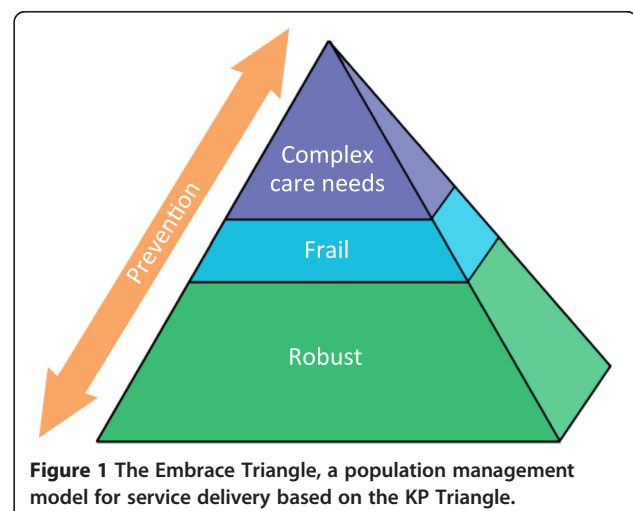 Prevention
Complex
care needs
Frail
Robust
Figure 1 The Embrace Triangle, a population management
model for service delivery based on the KP Triangle.